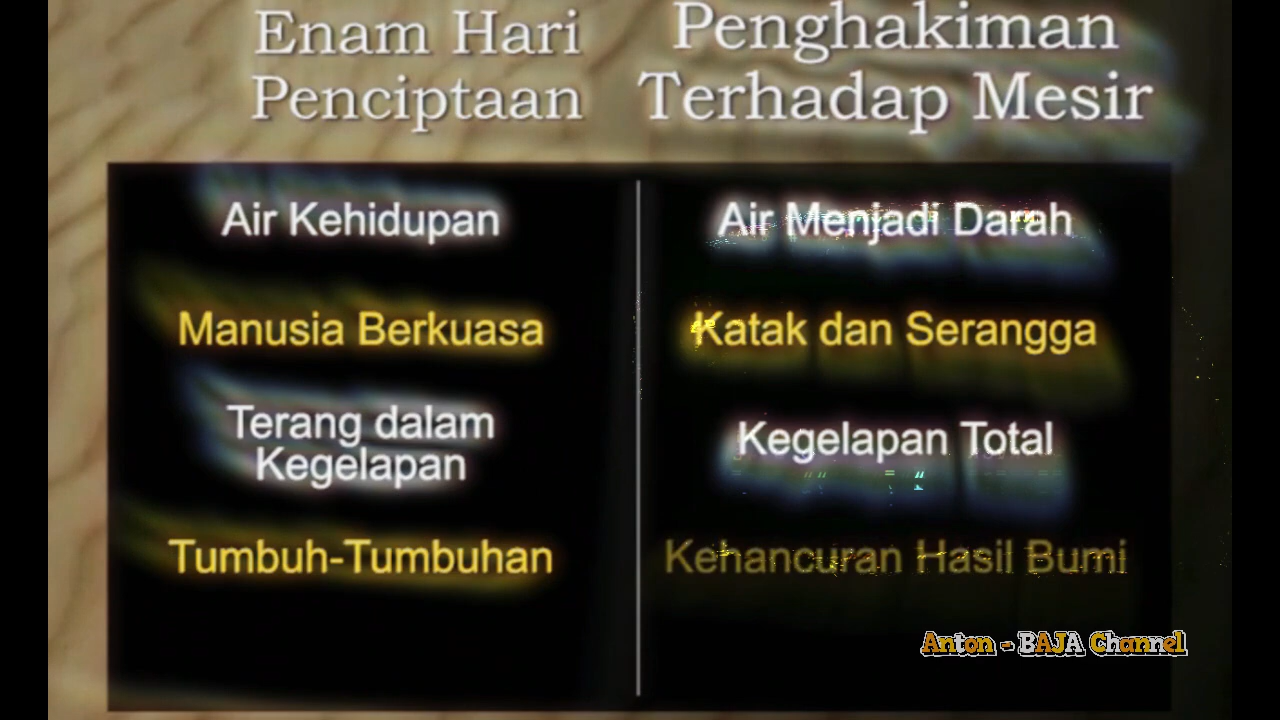 Enam Hari
Penciptaan
Penghakiman
Terhadap Mesir
Air Kehidupan
Air Menjadi Darah
Manusia Berkuasa
Katak dan Serangga
Terang dalam
Kegelapan
Kegelapan Total
Tumbuh-Tumbuhan
Kehancuran Hasil Bumi
Anton - BAJA Channel